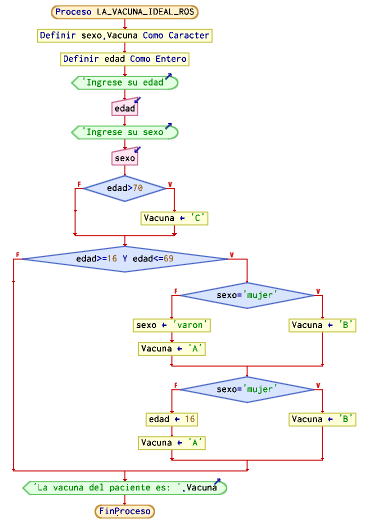 Proceso LA_VACUNA_IDEAL_ROS
Definir sexo,Vacuna Como Caracter
Definir edad Como Entero
'Ingrese su edad'
edad
'Ingrese su sexo'
sexo
F edad>70 V
Vacuna ← 'C'
F edad>=16 Y edad<=69 V
F sexo='mujer' V
sexo ← 'varon' Vacuna ← 'B'
Vacuna ← 'A'
F sexo='mujer' V
edad ← 16 Vacuna ← 'B'
Vacuna ← 'A'
'La vacuna del paciente es: ',Vacuna
FinProceso